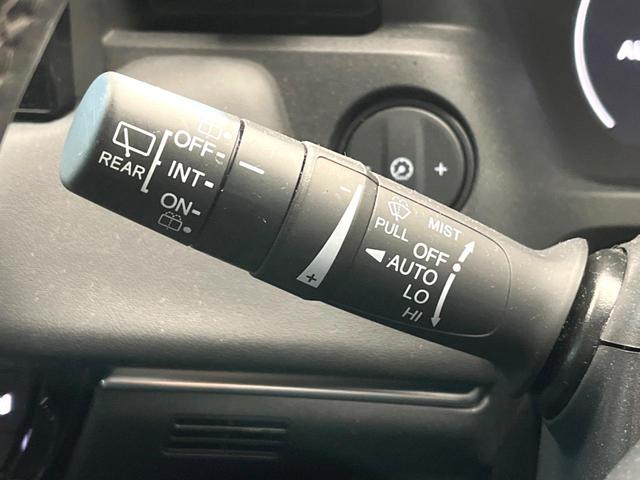 REAR
OFF
INT
ON
-
+
PULL
MIST
OFF
AUTO
LO
HI
+
A